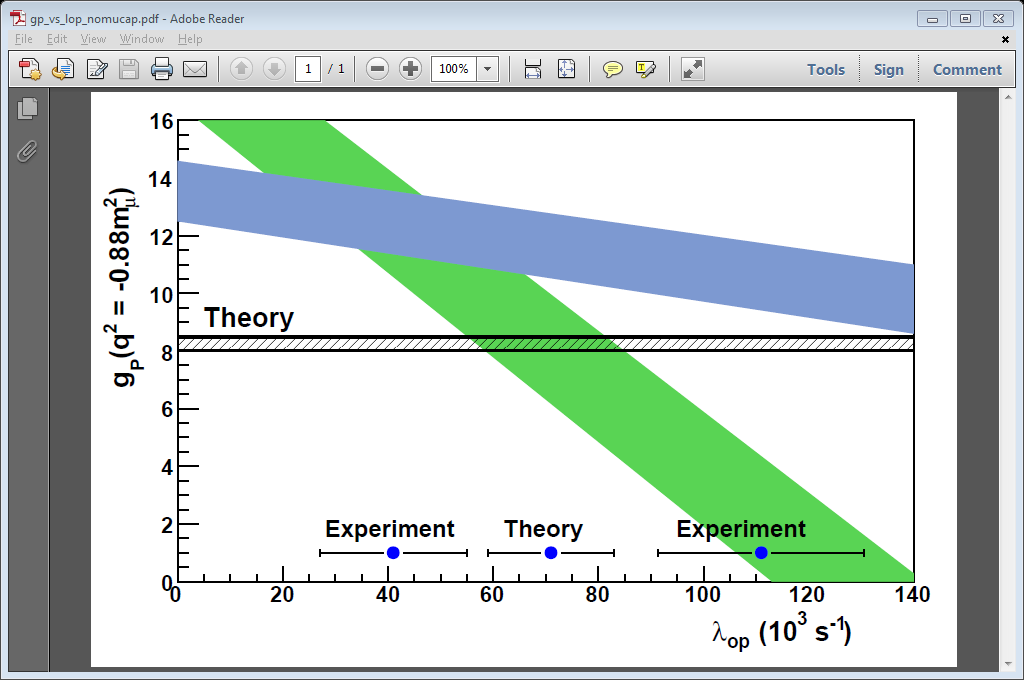 gp_vs_lop_nomucap.pdf - Adobe Reader
File Edit View Window Help
1 / 1 100% Tools Sign Comment
16
14
12
10
8
6
4
2
0
gP(q2 = -0.88m2μ)
Theory
Experiment Theory Experiment
0 20 40 60 80 100 120 140
λop (103 s-1)